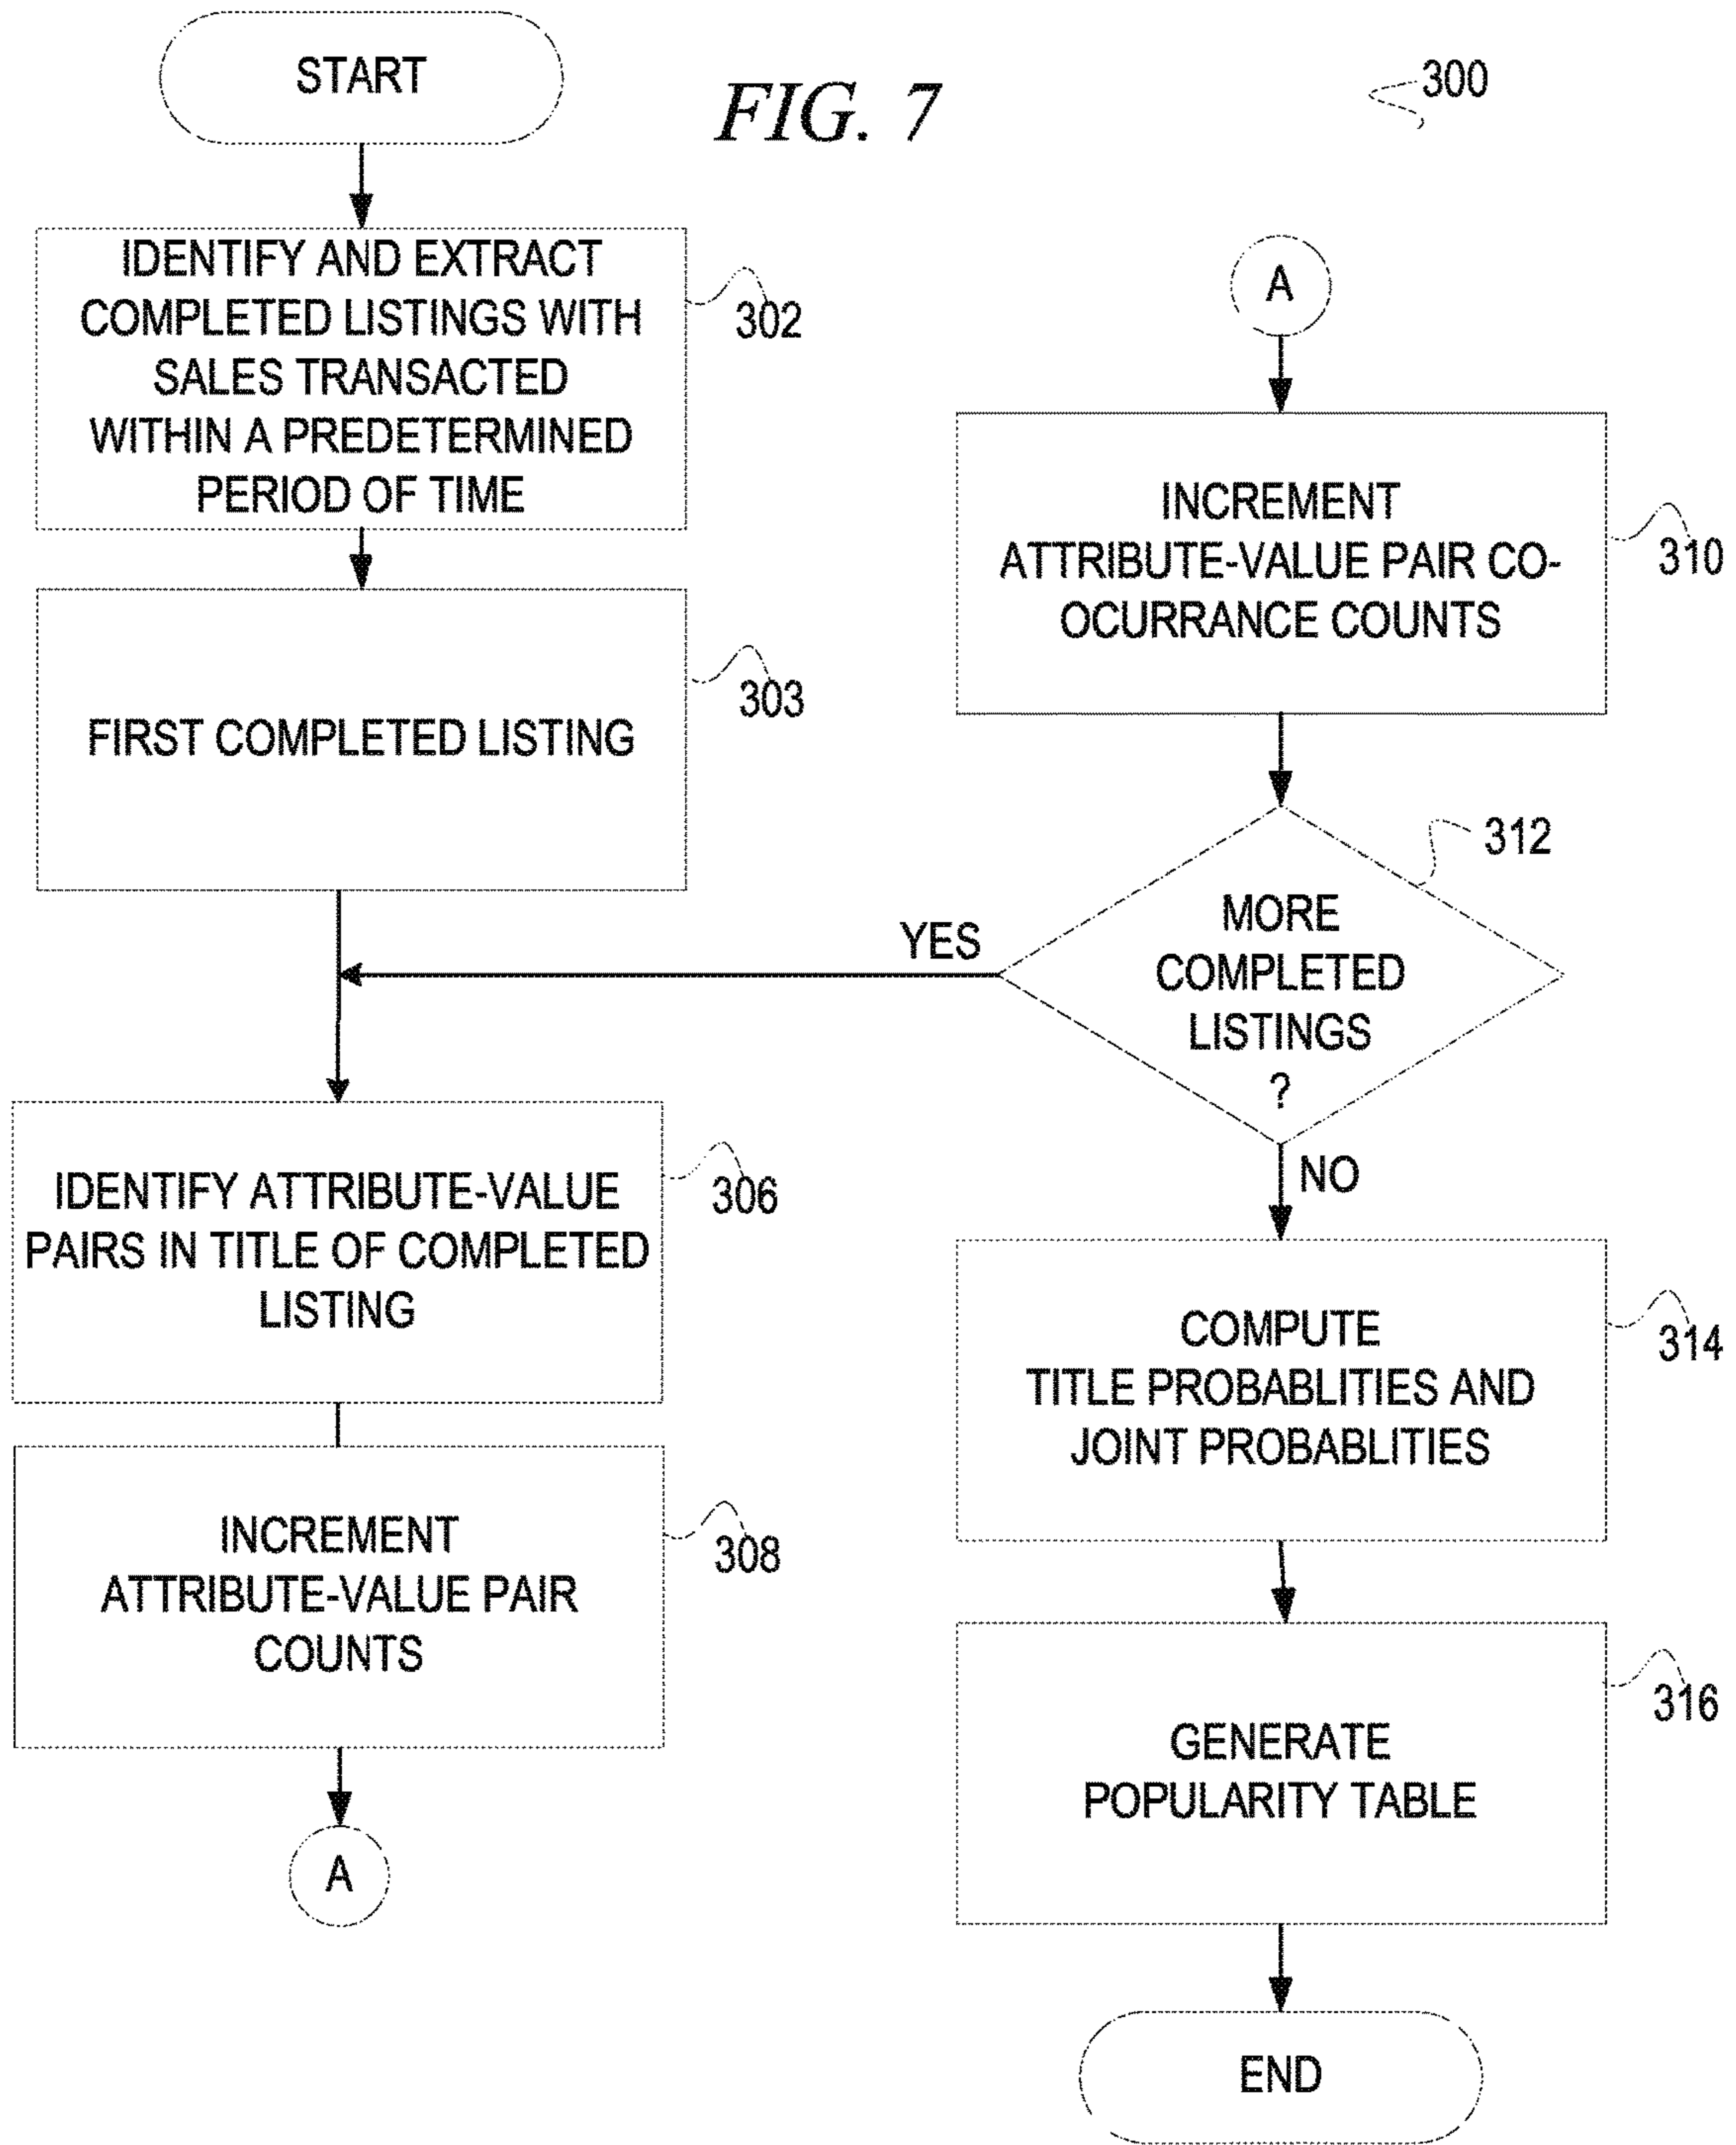 START
FIG. 7
300
IDENTIFY AND EXTRACT
COMPLETED LISTINGS WITH
SALES TRANSACTED
WITHIN A PREDETERMINED
PERIOD OF TIME
302
FIRST COMPLETED LISTING
303
IDENTIFY ATTRIBUTE-VALUE
PAIRS IN TITLE OF COMPLETED
LISTING
306
INCREMENT
ATTRIBUTE-VALUE PAIR
COUNTS
308
A
A
INCREMENT
ATTRIBUTE-VALUE PAIR CO-
OCURRANCE COUNTS
310
MORE
COMPLETED
LISTINGS
?
312
YES
NO
COMPUTE
TITLE PROBABLITIES AND
JOINT PROBABLITIES
314
GENERATE
POPULARITY TABLE
316
END